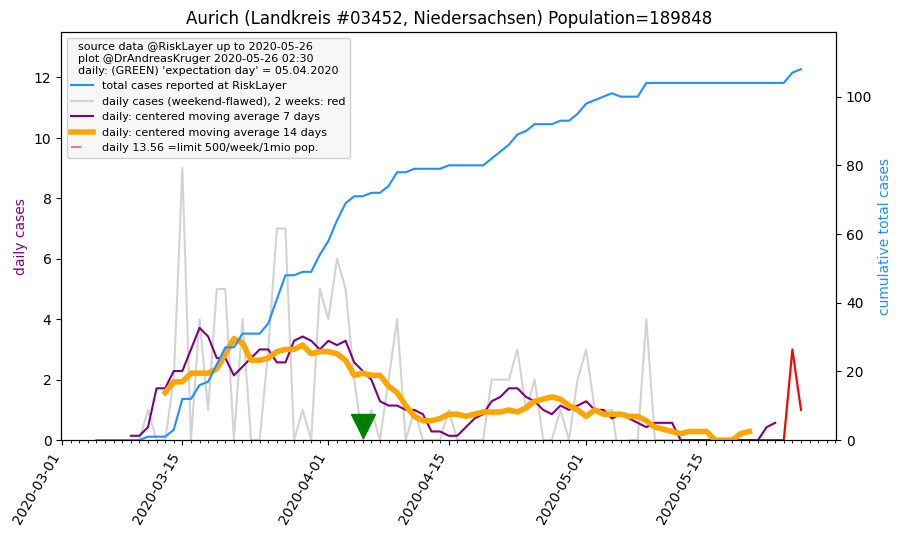 Aurich (Landkreis #03452, Niedersachsen) Population=189848
source data @RiskLayer up to 2020-05-26
plot @DrAndreasKruger 2020-05-26 02:30
daily: (GREEN) 'expectation day' = 05.04.2020
total cases reported at RiskLayer
daily cases (weekend-flawed), 2 weeks: red
daily: centered moving average 7 days
daily: centered moving average 14 days
daily 13.56 =limit 500/week/1mio pop.
daily cases
12
10
8
6
4
2
0
cumulative total cases
100
80
60
40
20
0
2020-03-01
2020-03-15
2020-04-01
2020-04-15
2020-05-01
2020-05-15